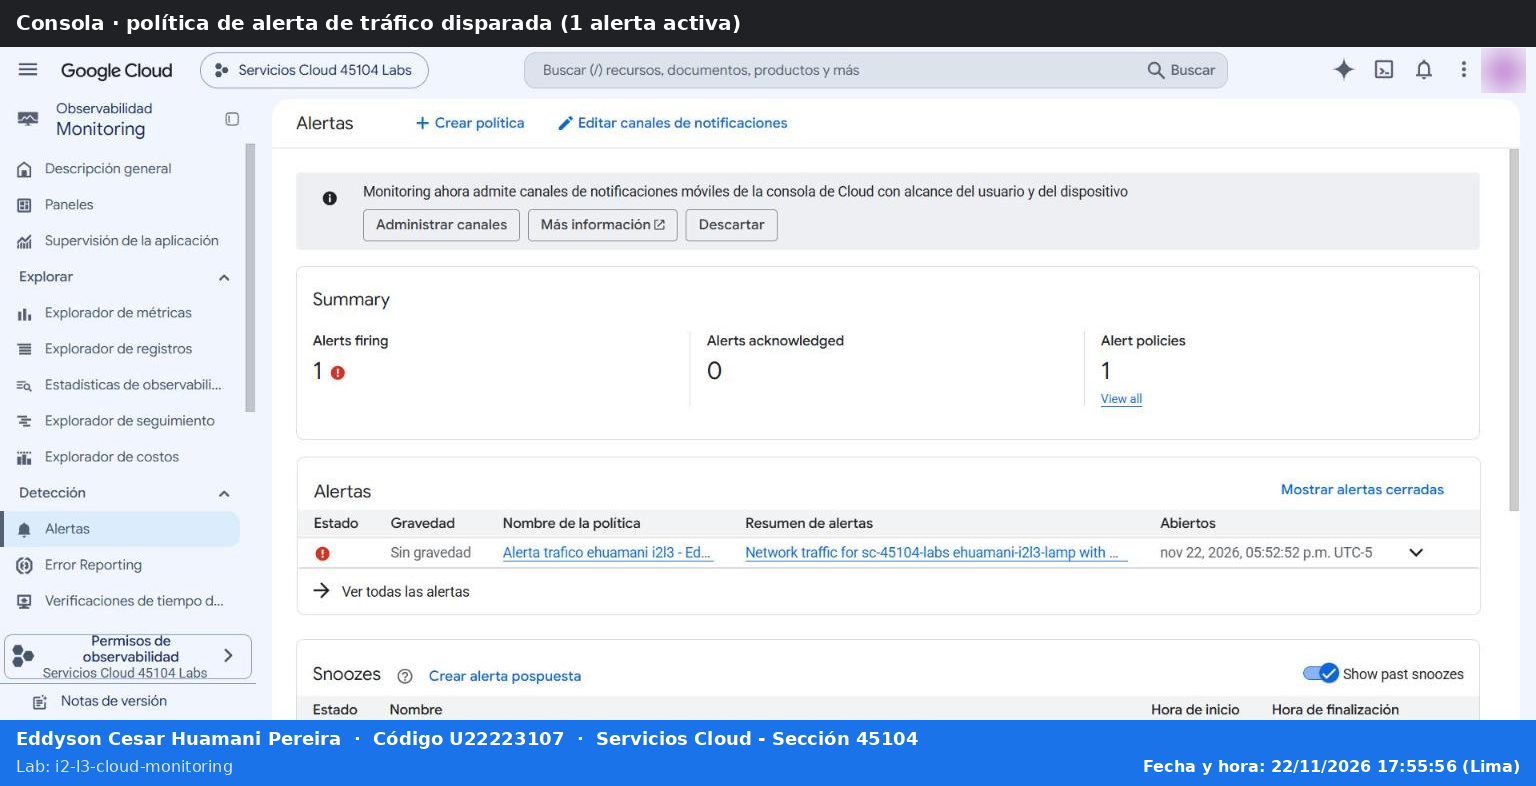 Consola · política de alerta de tráfico disparada (1 alerta activa)
Google Cloud
Servicios Cloud 45104 Labs
Buscar (/) recursos, documentos, productos y más
Buscar
Observabilidad
Monitoring
Descripción general
Paneles
Supervisión de la aplicación
Explorar
Explorador de métricas
Explorador de registros
Estadísticas de observabili...
Explorador de seguimiento
Explorador de costos
Detección
Alertas
Error Reporting
Verificaciones de tiempo d...
Permisos de
observabilidad
Servicios Cloud 45104 Labs
Notas de versión
Alertas
Crear política
Editar canales de notificaciones
Monitoring ahora admite canales de notificaciones móviles de la consola de Cloud con alcance del usuario y del dispositivo
Administrar canales
Más información
Descartar
Summary
Alerts firing
1
Alerts acknowledged
0
Alert policies
1
View all
Alertas
Mostrar alertas cerradas
Estado Gravedad Nombre de la política Resumen de alertas Abiertos
Sin gravedad Alerta trafico ehuamani i2l3 - Ed... Network traffic for sc-45104-labs ehuamani-i2l3-lamp with ... nov 22, 2026, 05:52:52 p.m. UTC-5
Ver todas las alertas
Snoozes
Crear alerta pospuesta
Show past snoozes
Estado Nombre Hora de inicio Hora de finalización
Eddyson Cesar Huamani Pereira · Código U22223107 · Servicios Cloud - Sección 45104
Lab: i2-l3-cloud-monitoring
Fecha y hora: 22/11/2026 17:55:56 (Lima)